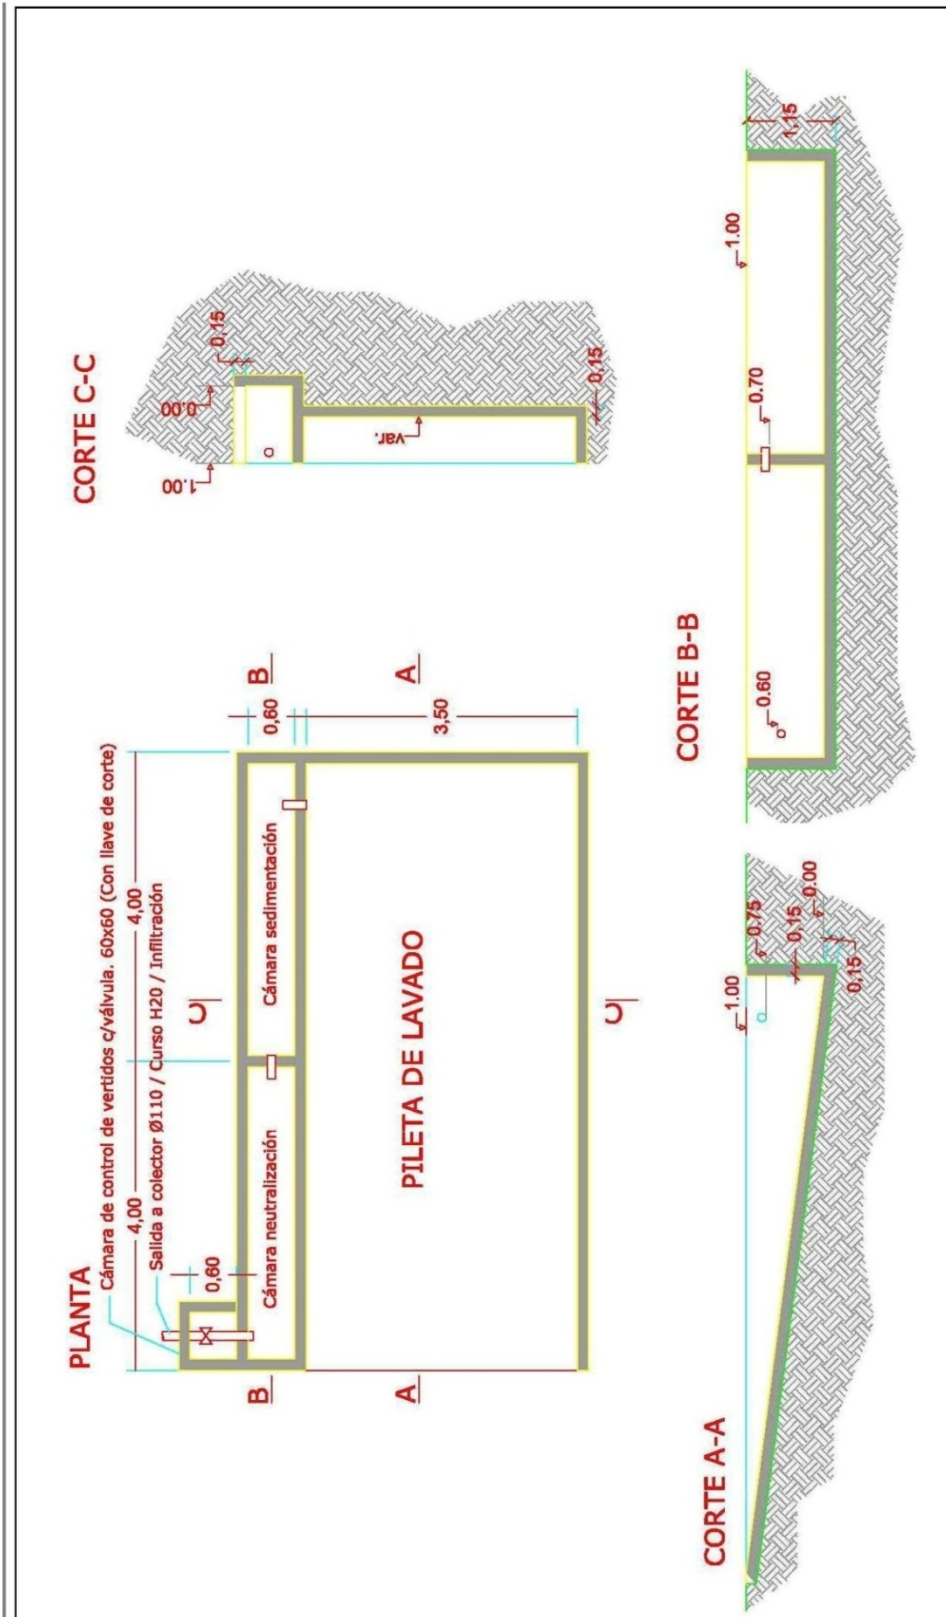 PLANTA
Cámara de control de vertidos c/válvula. 60x60 (Con llave de corte)
4,00
4,00
Salida a colector Ø110 / Curso H20 / Infiltración
0,60
Cámara neutralización
Cámara sedimentación
PILETA DE LAVADO
B
B
A
A
C
C
0,60
3,50
CORTE C-C
1.00
0.00
0,15
var.
0,15
CORTE A-A
1.00
0.75
0,15
0.00
0,15
CORTE B-B
0.60
0.70
1.00
1,15